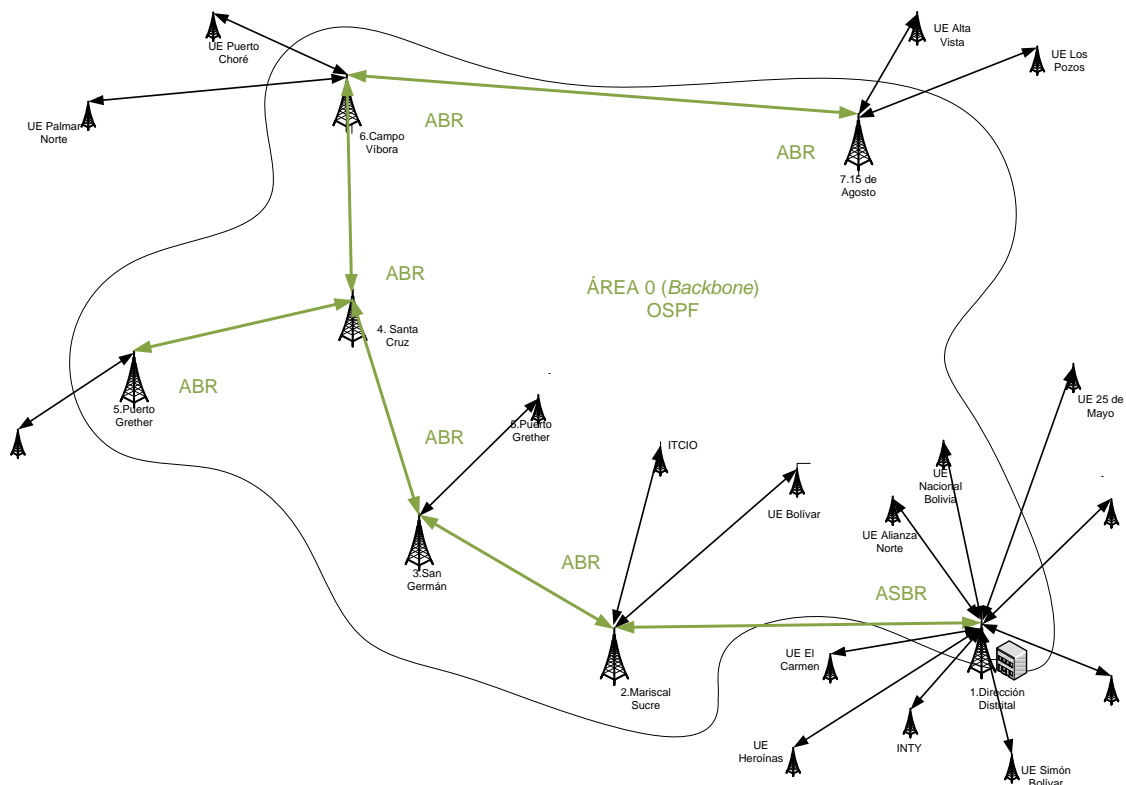 UE Puerto
Choré
UE Alta
Vista
UE Los
Pozos
UE Palmar
Norte
ABR
6.Campo
Víbora
ABR
7.15 de
Agosto
ABR
ÁREA 0 (Backbone)
OSPF
4. Santa
Cruz
ABR
5.Puerto
Grether
UE 25 de
Mayo
ABR
8.Puerto
Grether
ITCIO
UE
Nacional
Bolivia
UE Bolívar
UE Alianza
Norte
3.San
Germán
ABR
ASBR
UE El
Carmen
2.Mariscal
Sucre
1.Dirección
Distrital
UE
Heroínas
INTY
UE Simón
Bolívar